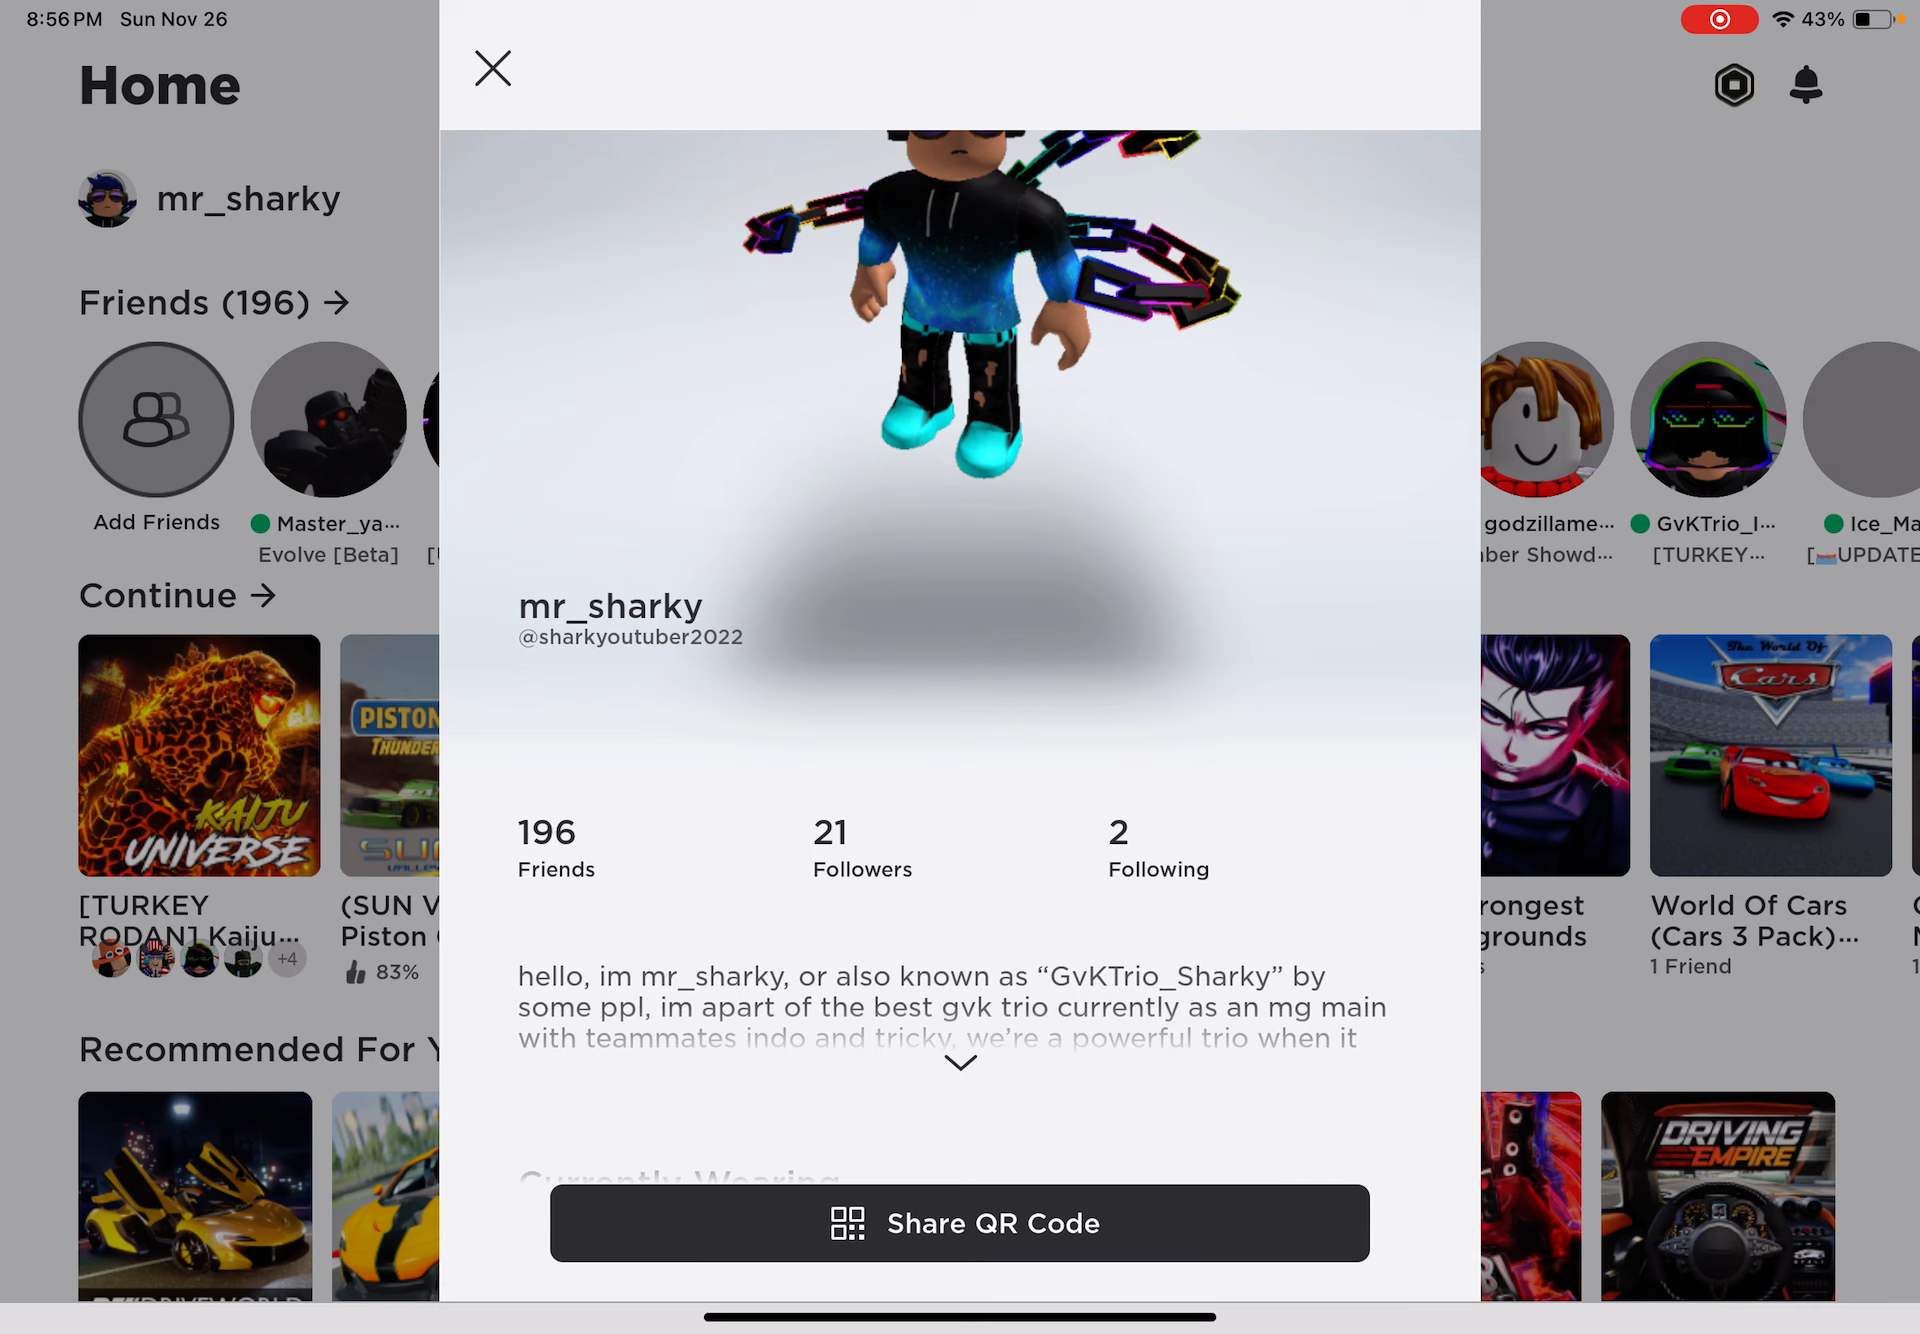 8:56 PM Sun Nov 26
43%
Home
mr_sharky
Friends (196) →
Add Friends
Master_ya...
Evolve [Beta]
godzillame...
ber Showd...
GvKTrio_I...
[TURKEY...
Ice_Ma
[UPDATE
Continue →
mr_sharky
@sharkyoutuber2022
196
Friends
21
Followers
2
Following
hello, im mr_sharky, or also known as “GvKTrio_Sharky” by
some ppl, im apart of the best gvk trio currently as an mg main
with teammates indo and tricky, we’re a powerful trio when it
Currently Wearing
Share QR Code
KAIJU
UNIVERSE
[TURKEY
RODAN] Kaiju...
+4
PISTON
THUNDER
(SUN V
Piston
83%
rongest
grounds
The World Of
Cars
World Of Cars
(Cars 3 Pack)...
1 Friend
Recommended For Y
DRIVING
EMPIRE